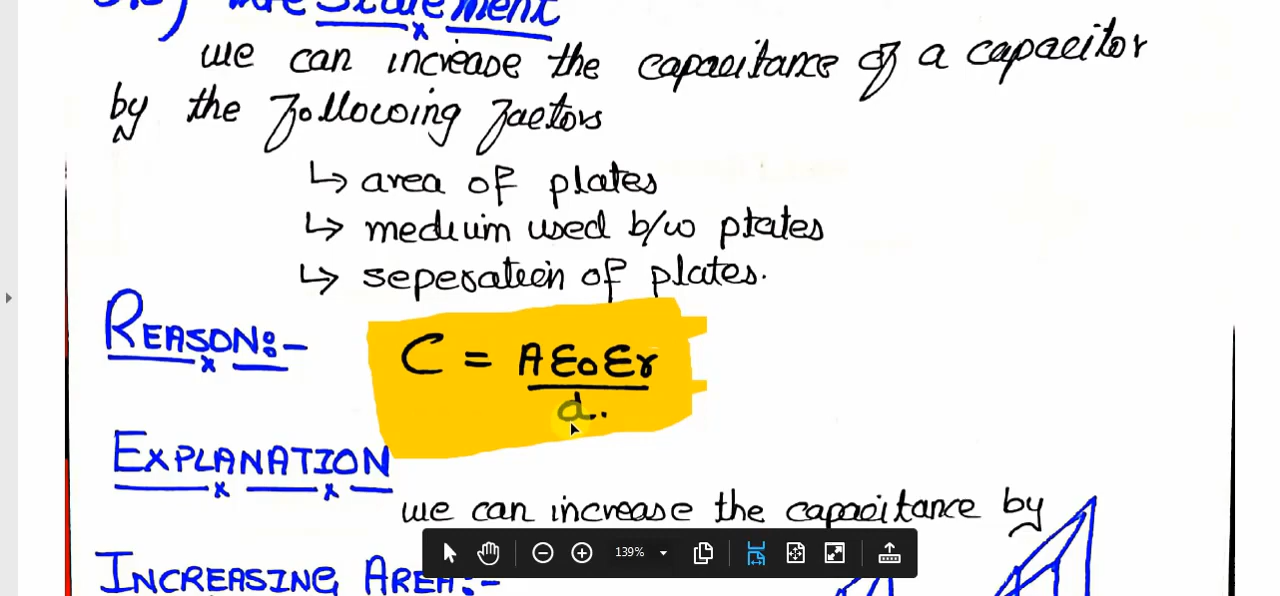 Statement
we can increase the capacitance of a capacitor
by the following factors
↳ area of plates
↳ medium used b/w plates
↳ seperation of plates.
REASON:-
C = Aε₀εr
d..
EXPLANATION
we can increase the capacitance by
139%
INCREASING AREA:-